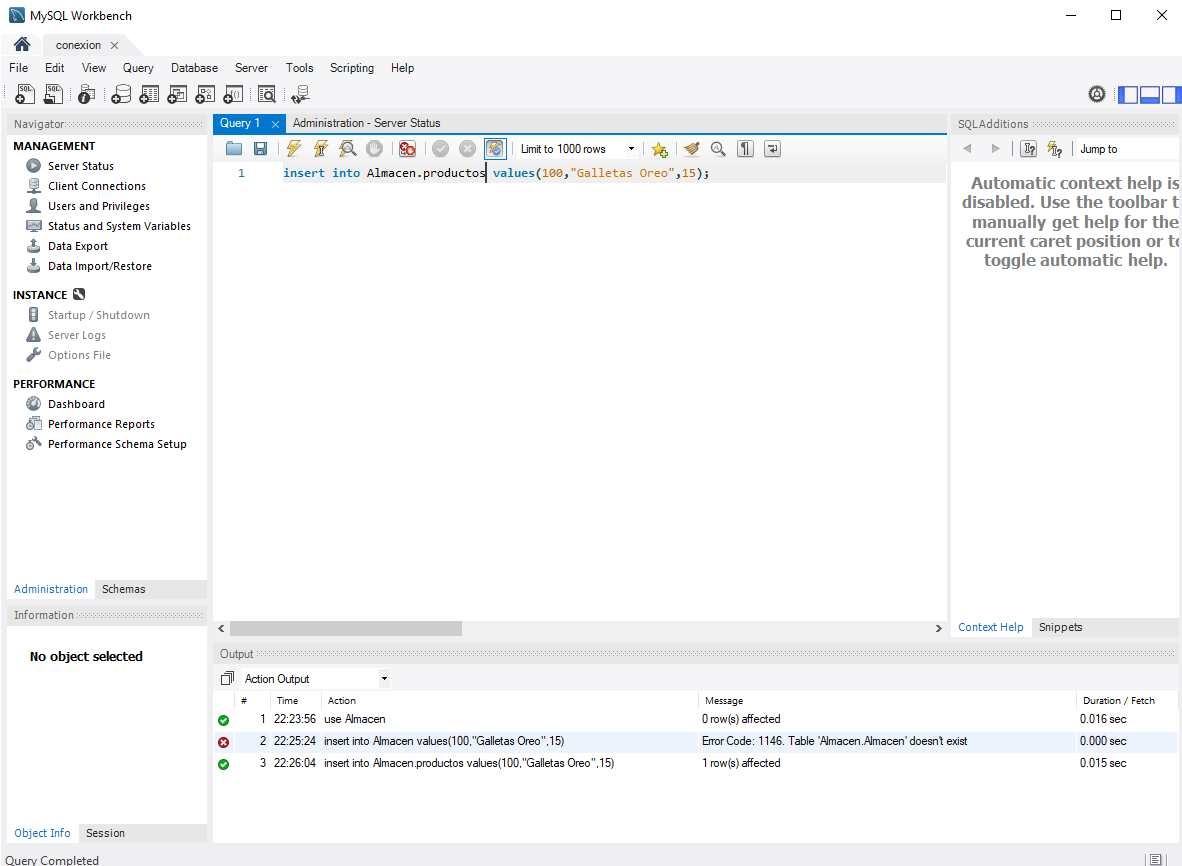 MySQL Workbench
conexion
File Edit View Query Database Server Tools Scripting Help
Navigator
MANAGEMENT
Server Status
Client Connections
Users and Privileges
Status and System Variables
Data Export
Data Import/Restore
INSTANCE
Startup / Shutdown
Server Logs
Options File
PERFORMANCE
Dashboard
Performance Reports
Performance Schema Setup
Administration Schemas
Information
No object selected
Object Info Session
Query 1 Administration - Server Status
Limit to 1000 rows
1 insert into Almacen.productos values(100,"Galletas Oreo",15);
SQLAdditions
Jump to
Automatic context help is
disabled. Use the toolbar t
manually get help for the
current caret position or to
toggle automatic help.
Context Help Snippets
Output
Action Output
# Time Action Message Duration / Fetch
1 22:23:56 use Almacen 0 row(s) affected 0.016 sec
2 22:25:24 insert into Almacen values(100,"Galletas Oreo",15) Error Code: 1146. Table 'Almacen.Almacen' doesn't exist 0.000 sec
3 22:26:04 insert into Almacen.productos values(100,"Galletas Oreo",15) 1 row(s) affected 0.015 sec
Query Completed